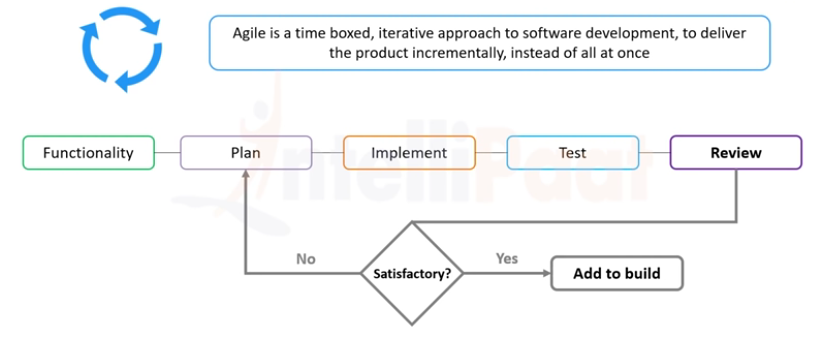 Agile is a time boxed, iterative approach to software development, to deliver
the product incrementally, instead of all at once
Functionality
Plan
Implement
Test
Review
IntelliPaat
No
Satisfactory?
Yes
Add to build